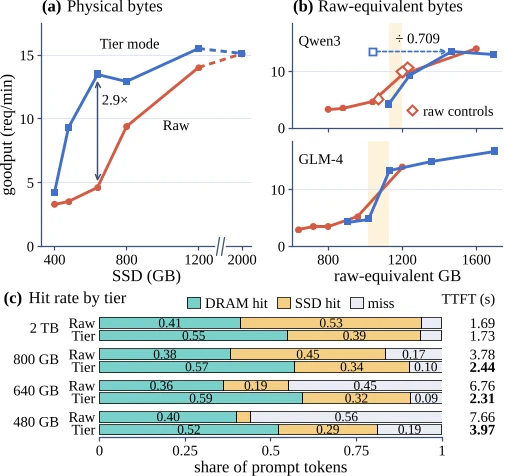 (a) Physical bytes
goodput (req/min)
15
10
5
0
Tier mode
2.9×
Raw
400
800
1200
2000
SSD (GB)
(b) Raw-equivalent bytes
Qwen3
÷ 0.709
10
0
raw controls
GLM-4
10
0
800
1200
1600
raw-equivalent GB
(c) Hit rate by tier
DRAM hit
SSD hit
miss
TTFT (s)
2 TB
Raw 0.41 0.53 1.69
Tier 0.55 0.39 1.73
800 GB
Raw 0.38 0.45 0.17 3.78
Tier 0.57 0.34 0.10 2.44
640 GB
Raw 0.36 0.19 0.45 6.76
Tier 0.59 0.32 0.09 2.31
480 GB
Raw 0.40 0.56 7.66
Tier 0.52 0.29 0.19 3.97
0 0.25 0.5 0.75 1
share of prompt tokens